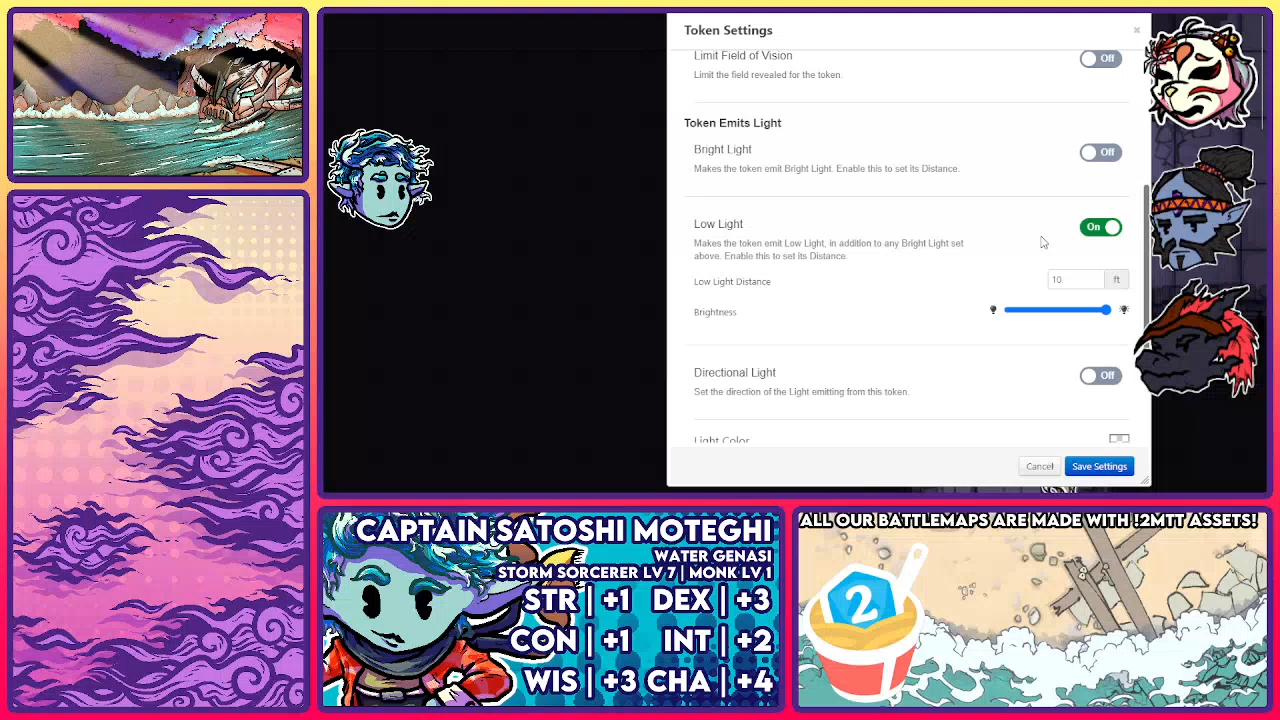 Token Settings
×
Limit Field of Vision
Off
Limit the field revealed for the token.
Token Emits Light
Bright Light
Off
Makes the token emit Bright Light. Enable this to set its Distance.
Low Light
On
Makes the token emit Low Light, in addition to any Bright Light set
above. Enable this to set its Distance.
Low Light Distance
10
ft
Brightness
Directional Light
Off
Set the direction of the Light emitting from this token.
Light Color
Cancel
Save Settings
CAPTAIN SATOSHI MOTEGHI
WATER GENASI
STORM SORCERER LV 7 | MONK LV 1
STR | +1 DEX | +3
CON | +1 INT | +2
WIS | +3 CHA | +4
ALL OUR BATTLEMAPS ARE MADE WITH !2MTT ASSETS!
2